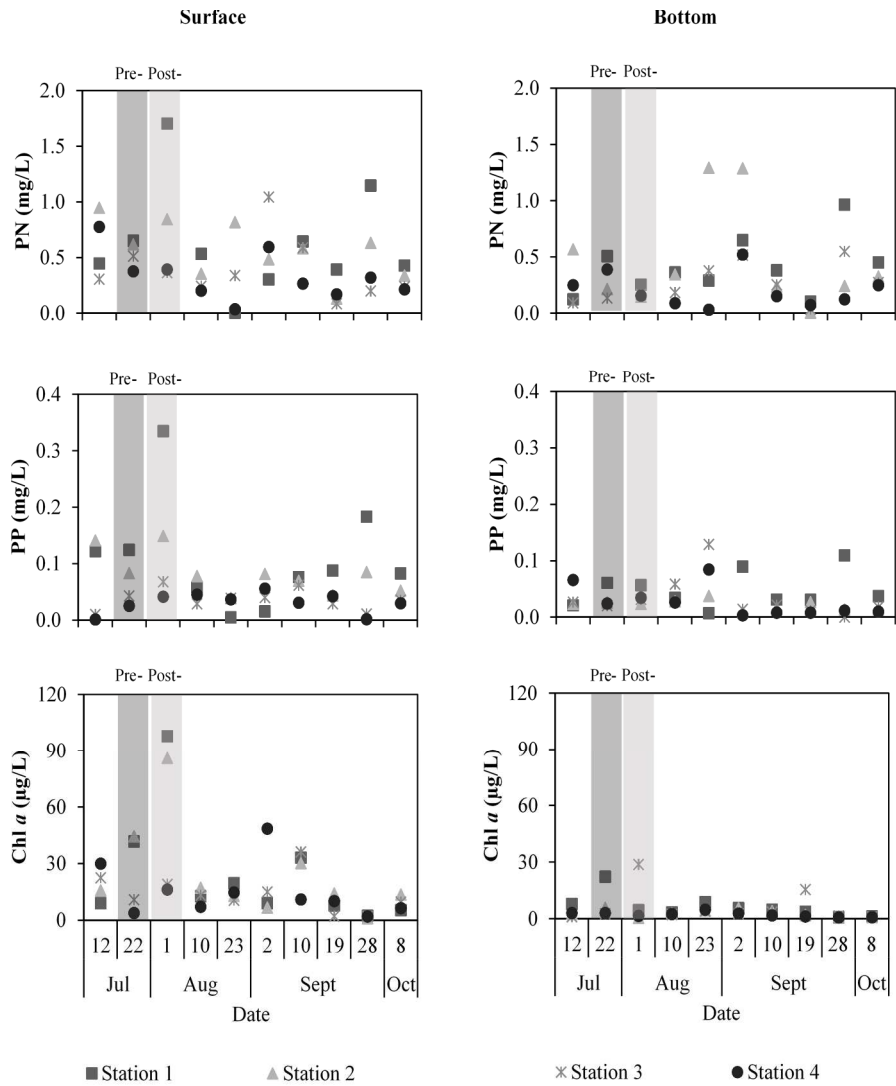 Surface
Bottom
Pre- Post-
Pre- Post-
2.0
1.5
1.0
0.5
0.0
PN (mg/L)
2.0
1.5
1.0
0.5
0.0
PN (mg/L)
Pre- Post-
Pre- Post-
0.4
0.3
0.2
0.1
0.0
PP (mg/L)
0.4
0.3
0.2
0.1
0.0
PP (mg/L)
Pre- Post-
Pre- Post-
120
90
60
30
0
Chl a (µg/L)
120
90
60
30
0
Chl a (µg/L)
12 22 1 10 23 2 10 19 28 8
Jul Aug Sept Oct
Date
12 22 1 10 23 2 10 19 28 8
Jul Aug Sept Oct
Date
Station 1 Station 2 Station 3 Station 4